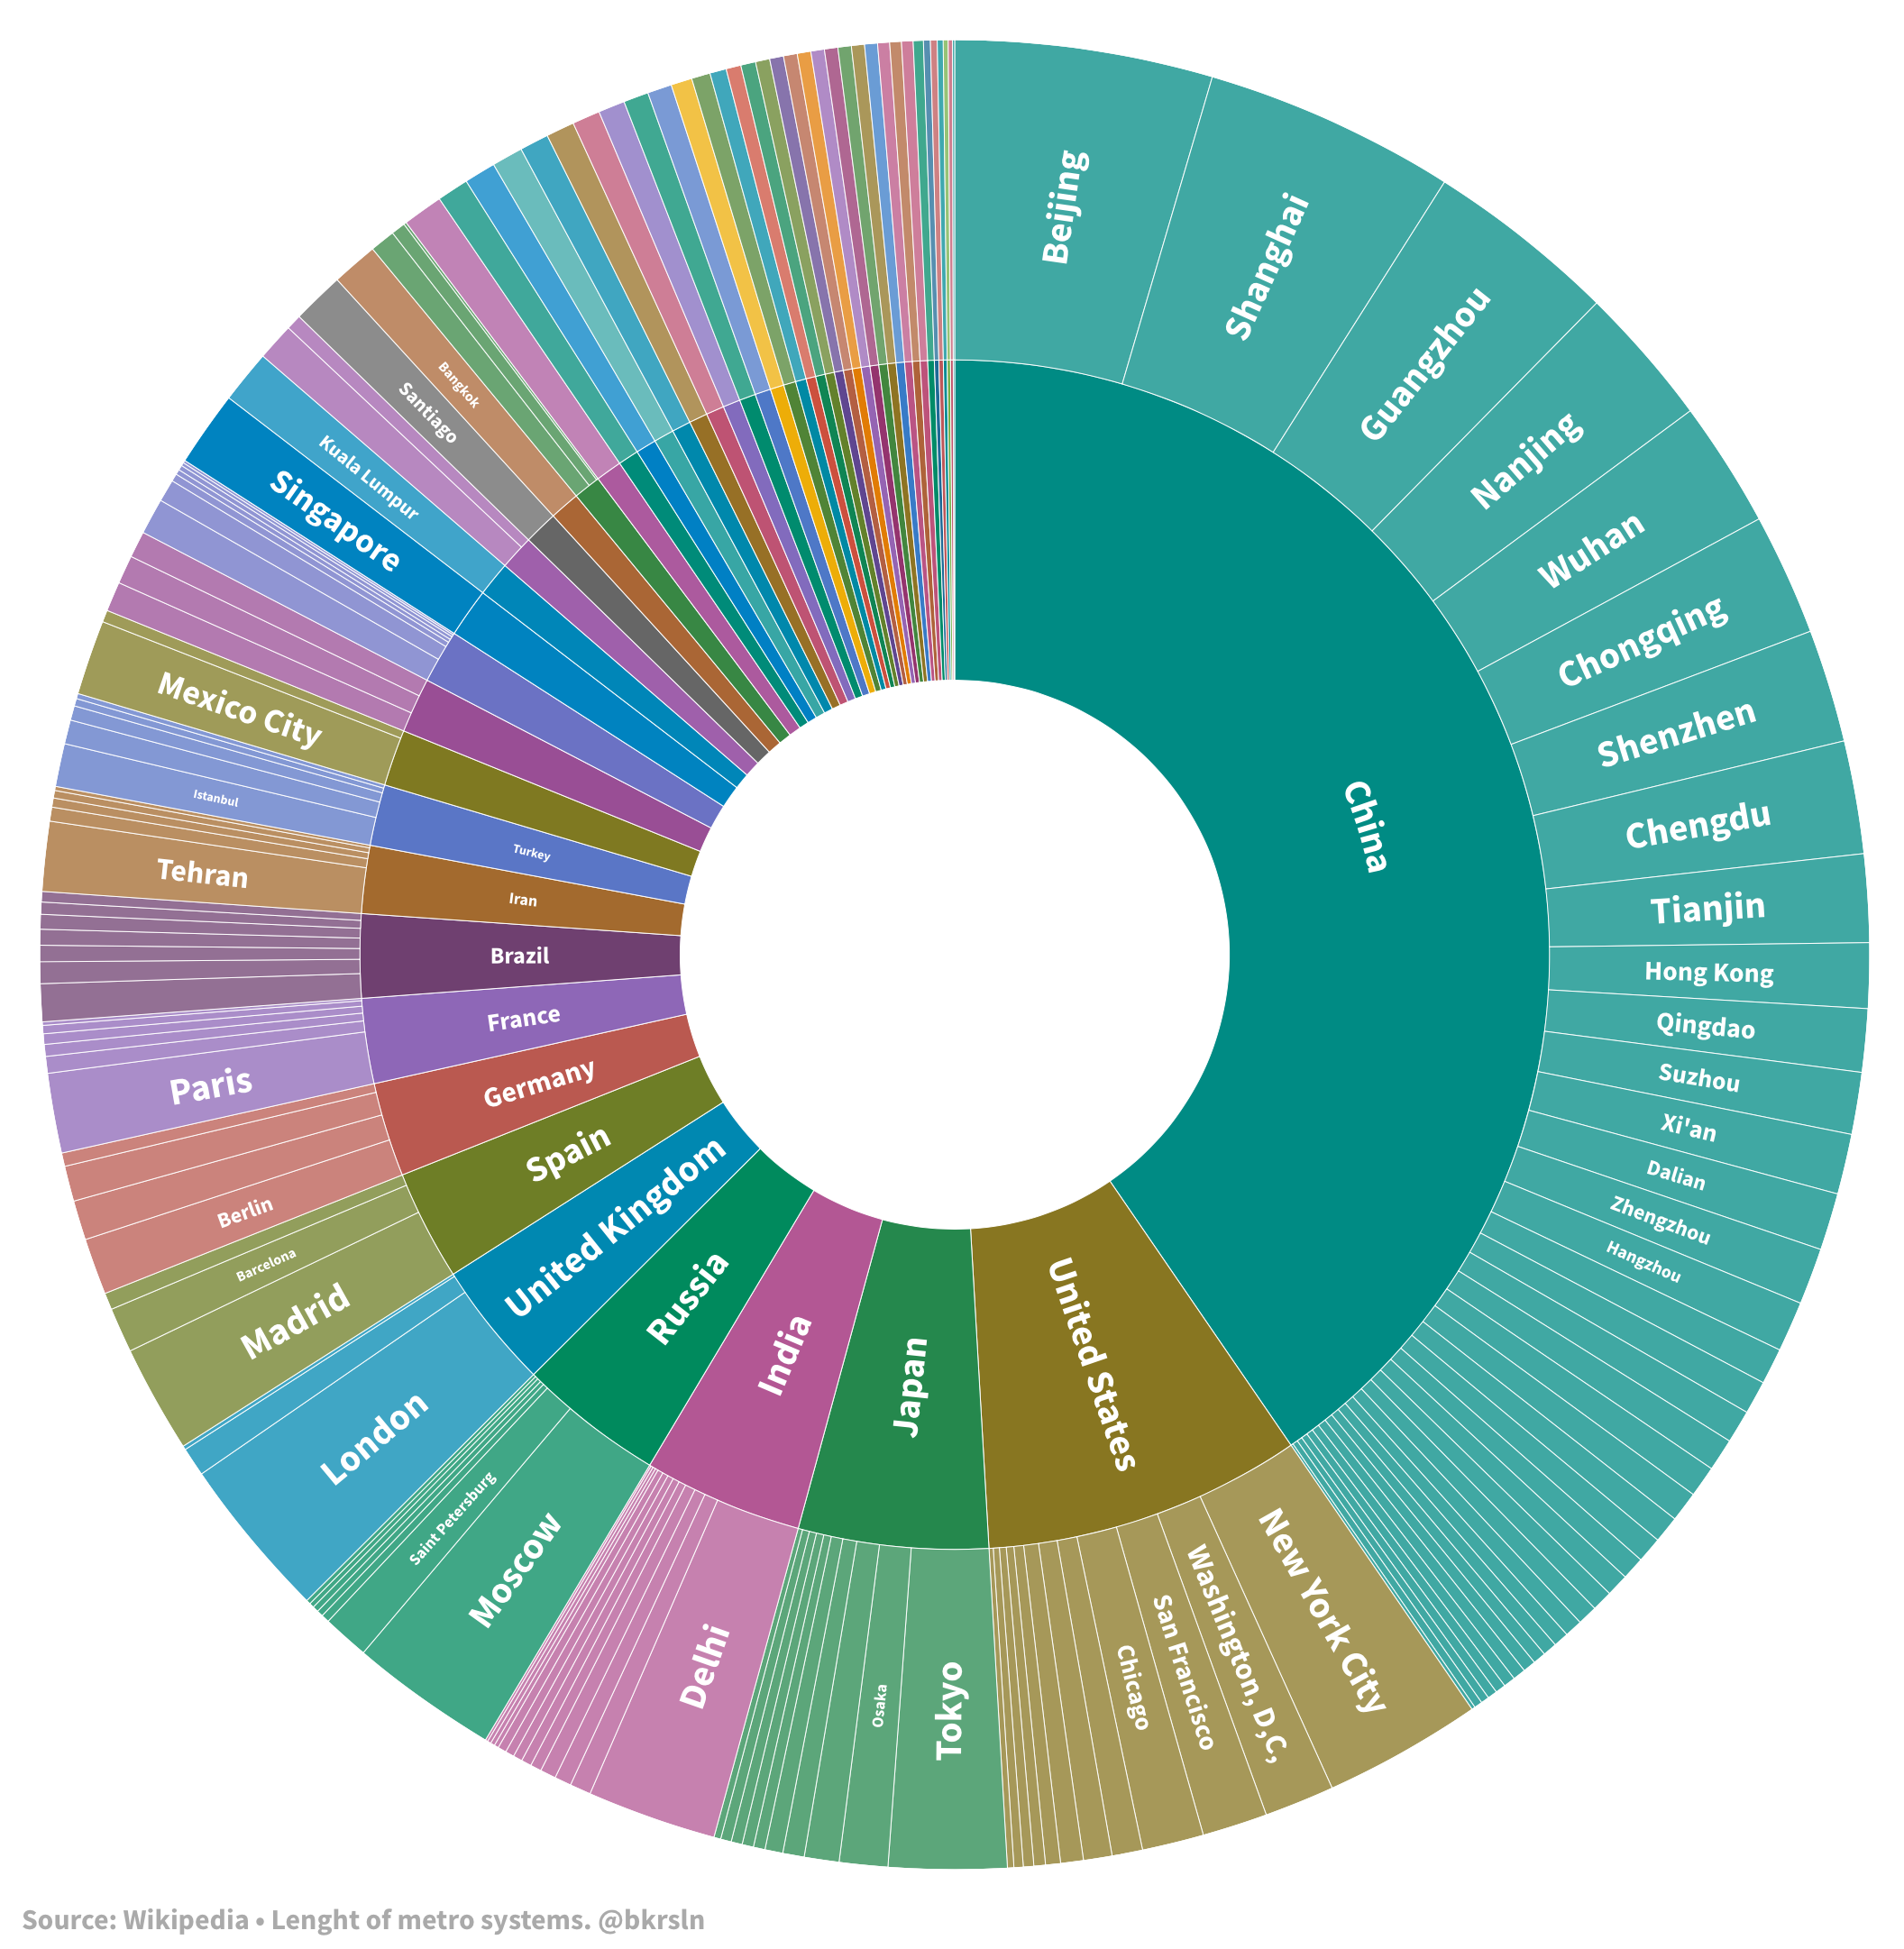 Beijing
Shanghai
Guangzhou
Nanjing
Wuhan
Chongqing
Shenzhen
Chengdu
Tianjin
Hong Kong
Qingdao
Suzhou
Xi'an
Dalian
Zhengzhou
Hangzhou
China
United States
New York City
Washington, D,C,
San Francisco
Chicago
Japan
Tokyo
Osaka
India
Delhi
Russia
Moscow
Saint Petersburg
United Kingdom
London
Spain
Madrid
Barcelona
Germany
Berlin
France
Paris
Brazil
Iran
Tehran
Turkey
Istanbul
Mexico City
Singapore
Kuala Lumpur
Santiago
Bangkok
Source: Wikipedia • Lenght of metro systems. @bkrsln